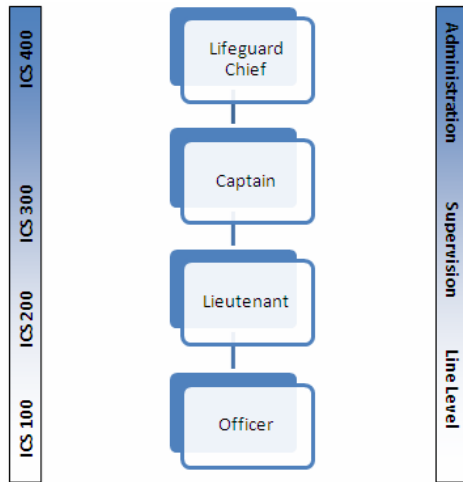 ICS 400
ICS 300
ICS 200
ICS 100
Lifeguard
Chief
Captain
Lieutenant
Officer
Administration
Supervision
Line Level